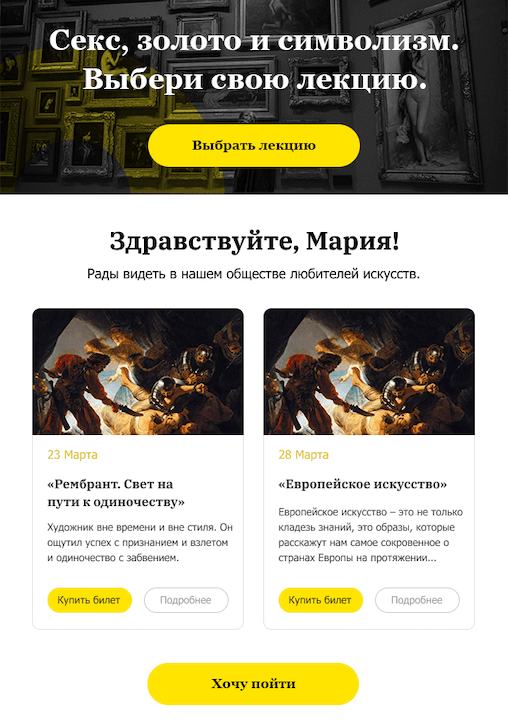 Секс, золото и символизм.
Выбери свою лекцию.
Выбрать лекцию
Здравствуйте, Мария!
Рады видеть в нашем обществе любителей искусств.
23 Марта
«Рембрант. Свет на
пути к одиночеству»
Художник вне времени и вне стиля. Он
ощутил успех с признанием и взлетом
и одиночество с забвением.
Купить билет
Подробнее
28 Марта
«Европейское искусство»
Европейское искусство – это не только
кладезь знаний, это образы, которые
расскажут нам самое сокровенное о
странах Европы на протяжении...
Купить билет
Подробнее
Хочу пойти